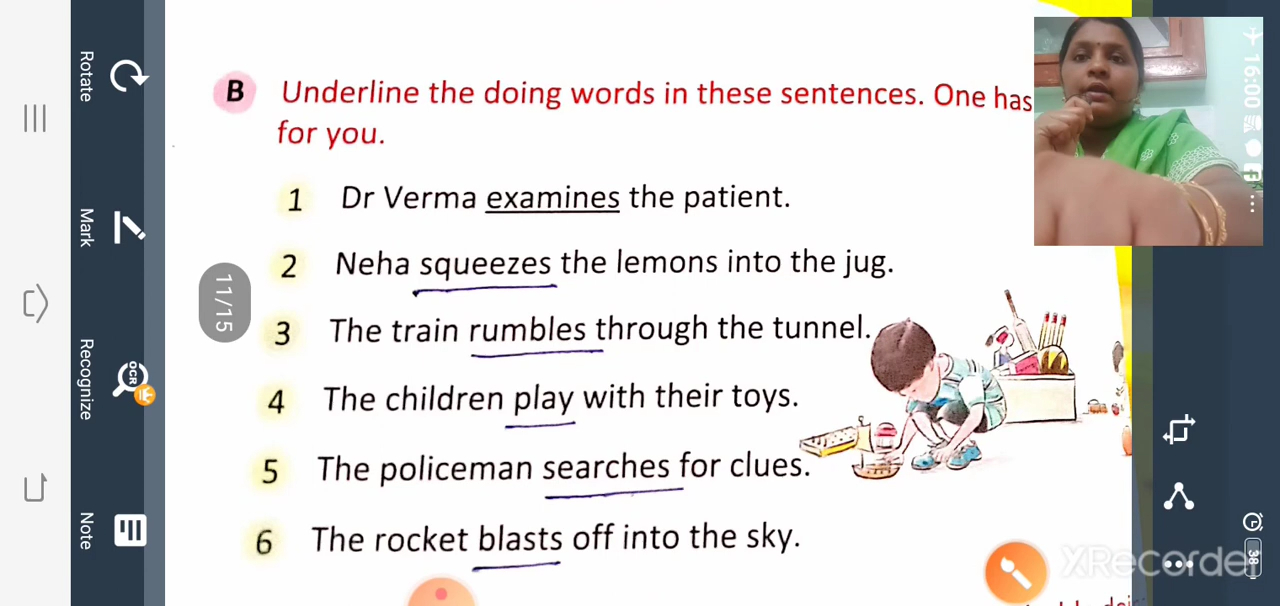 B Underline the doing words in these sentences. One has
for you.
1 Dr Verma examines the patient.
2 Neha squeezes the lemons into the jug.
3 The train rumbles through the tunnel.
4 The children play with their toys.
5 The policeman searches for clues.
6 The rocket blasts off into the sky.
Rotate
Mark
OCR
Recognize
Note
11/15
16:00
38
XRecorder